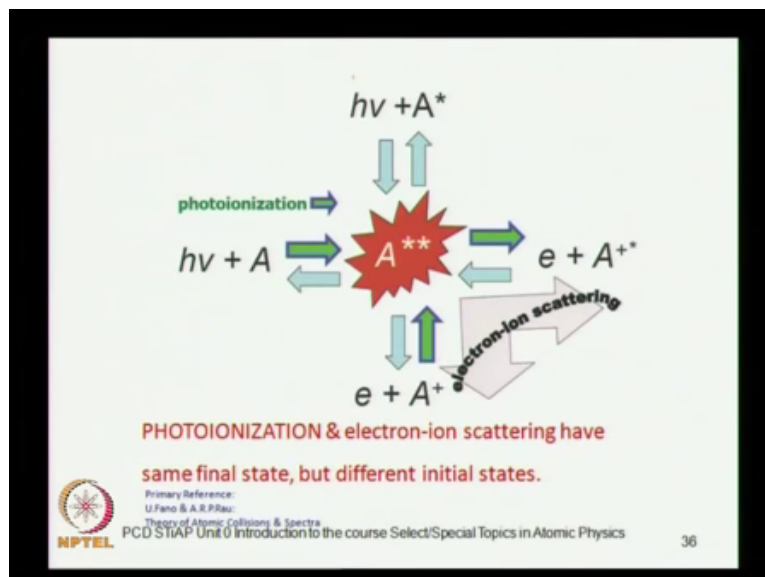 hν +A*
photoionization
hν + A
A**
e + A⁺*
electron-ion scattering
e + A⁺
PHOTOIONIZATION & electron-ion scattering have
same final state, but different initial states.
Primary Reference:
U.Fano & A.R.P.Rau:
Theory of Atomic Collisions & Spectra
PCD STiAP Unit 0 Introduction to the course Select/Special Topics in Atomic Physics
36
NPTEL